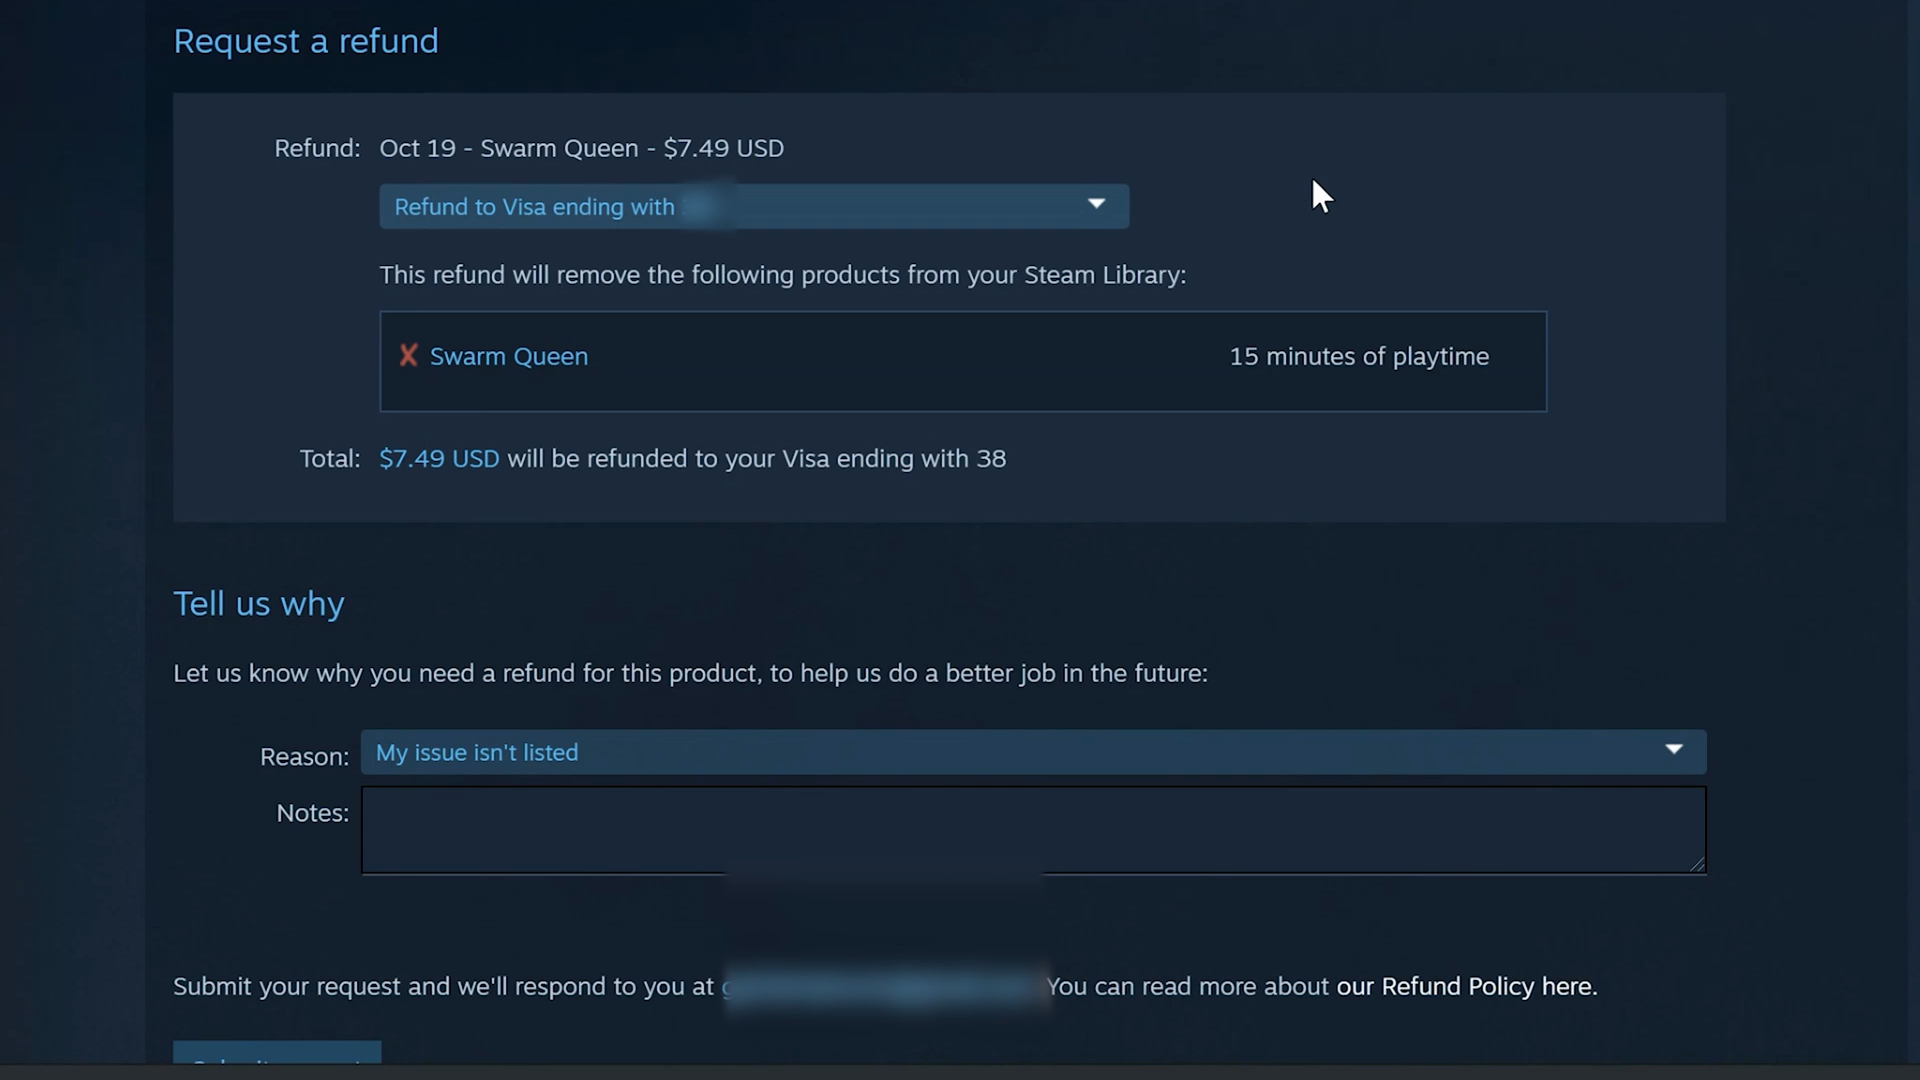 Request a refund
Refund: Oct 19 - Swarm Queen - $7.49 USD
Refund to Visa ending with
This refund will remove the following products from your Steam Library:
X Swarm Queen 15 minutes of playtime
Total: $7.49 USD will be refunded to your Visa ending with 38
Tell us why
Let us know why you need a refund for this product, to help us do a better job in the future:
Reason: My issue isn't listed
Notes:
Submit your request and we'll respond to you at You can read more about our Refund Policy here.